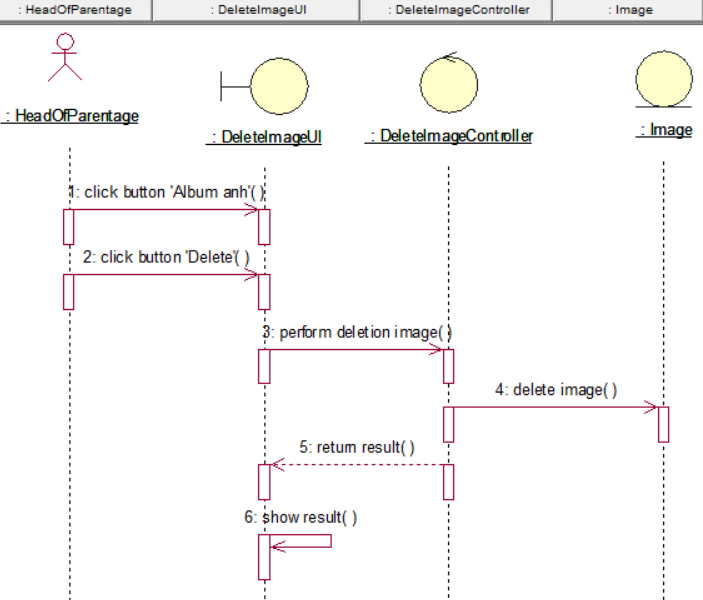 : HeadOfParentage
: DeleteImageUI
: DeleteImageController
: Image
: HeadOfParentage
: DeleteImageUI
: DeleteImageController
: Image
1: click button 'Album anh'( )
2: click button 'Delete'( )
3: perform deletion image( )
4: delete image( )
5: return result( )
6: show result( )